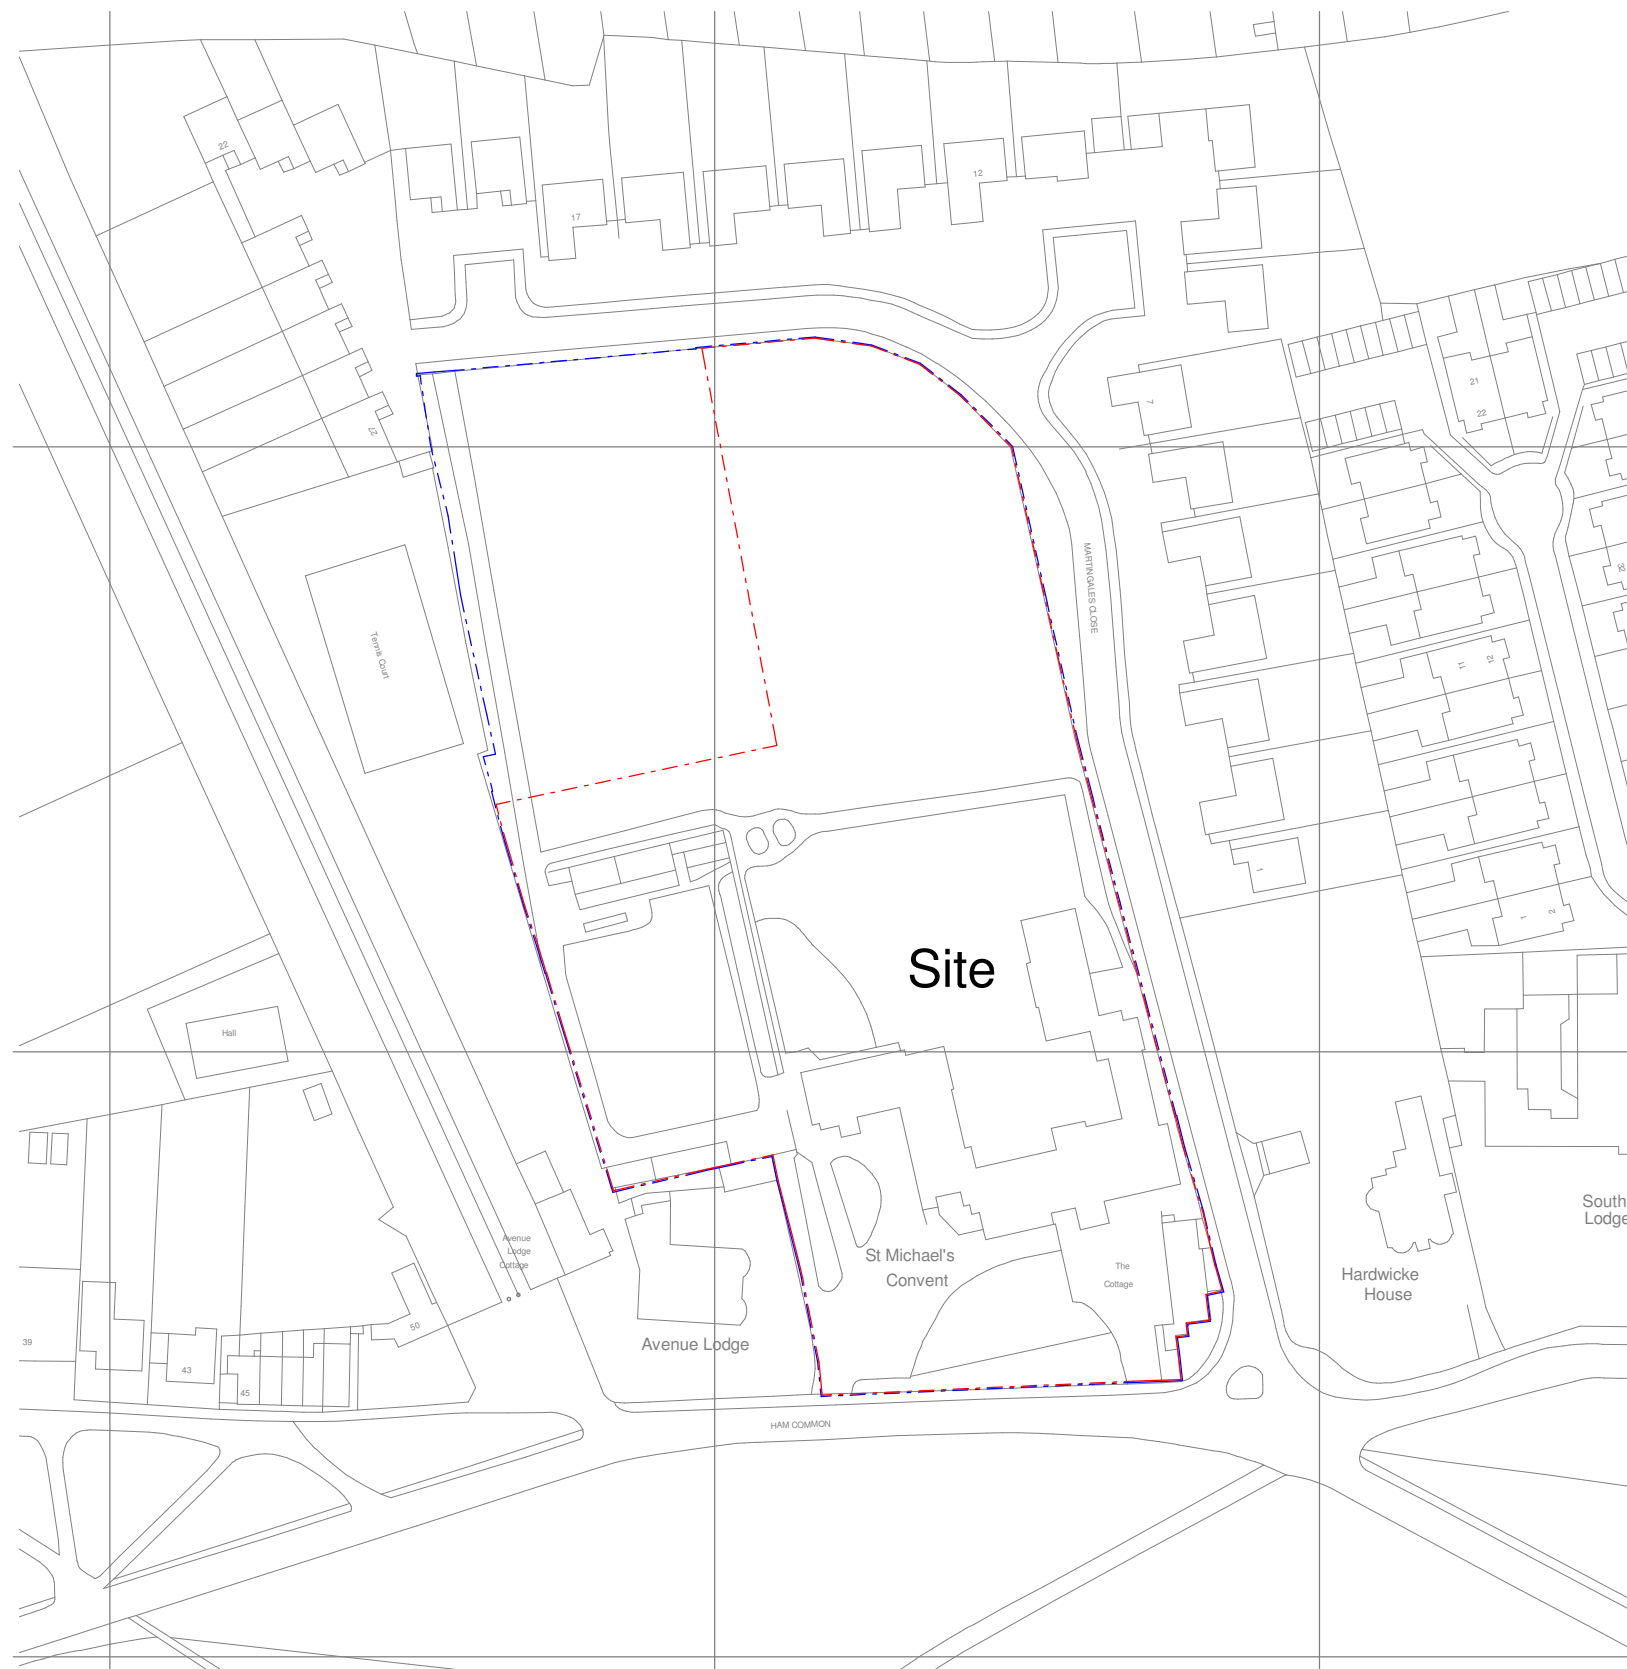 22
12
17
27
7
21
22
MARTINGALES CLOSE
Tennis Court
32
11
12
1
1
2
Site
Hall
South
Lodge
Avenue
Lodge
Cottage
St Michael's
Convent
The
Cottage
Hardwicke
House
50
39
Avenue Lodge
43
45
HAM COMMON